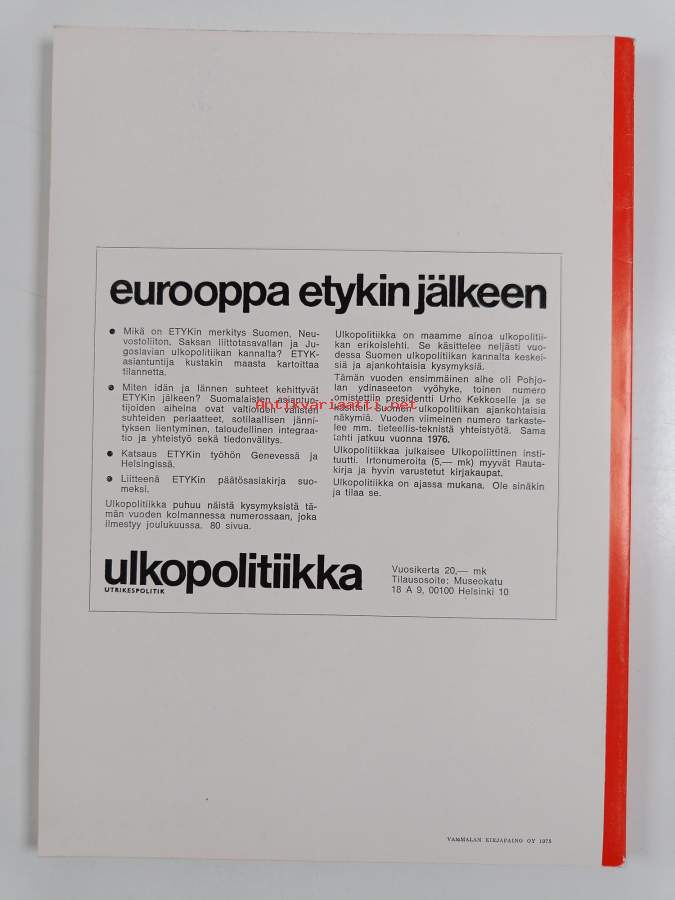 eurooppa etykin jälkeen
● Mikä on ETYKin merkitys Suomen, Neu-
vostoliiton, Saksan liittotasavallan ja Ju-
goslavian ulkopolitiikan kannalta? ETYK-
asiantuntija kustakin maasta kartoittaa
tilannetta.
● Miten idän ja lännen suhteet kehittyvät
ETYKin jälkeen? Suomalaisten asiantun-
tijoiden aiheina ovat valtioiden välisten
suhteiden periaatteet, sotilaallisen jänni-
tyksen lientyminen, taloudellinen integraa-
tio ja yhteistyö sekä tiedonvälitys.
● Katsaus ETYKin työhön Genevessä ja
Helsingissä.
● Liitteenä ETYKin päätösasiakirja suo-
meksi.
Ulkopolitiikka puhuu näistä kysymyksistä tä-
män vuoden kolmannessa numerossaan, joka
ilmestyy joulukuussa. 80 sivua.
Ulkopolitiikka on maamme ainoa ulkopolitii-
kan erikoislehti. Se käsittelee neljästi vuo-
dessa Suomen ulkopolitiikan kannalta keskei-
siä ja ajankohtaisia kysymyksiä.
Tämän vuoden ensimmäinen aihe oli Pohjo-
lan ydinaseeton vyöhyke, toinen numero
omistettiin presidentti Urho Kekkoselle ja se
käsitteli Suomen ulkopolitiikan ajankohtaisia
näkymiä. Vuoden viimeinen numero tarkaste-
lee mm. tieteellis-teknistä yhteistyötä. Sama
tahti jatkuu vuonna 1976.
Ulkopolitiikkaa julkaisee Ulkopoliittinen insti-
tuutti. Irtonumeroita (5,— mk) myyvät Rauta-
kirja ja hyvin varustetut kirjakaupat.
Ulkopolitiikka on ajassa mukana. Ole sinäkin
ja tilaa se.
antikvariaatti.net
ulkopolitiikka
UTRIKESPOLITIK
Vuosikerta 20,— mk
Tilausosoite: Museokatu
18 A 9, 00100 Helsinki 10
VAMMALAN KIRJAPAINO OY 1975